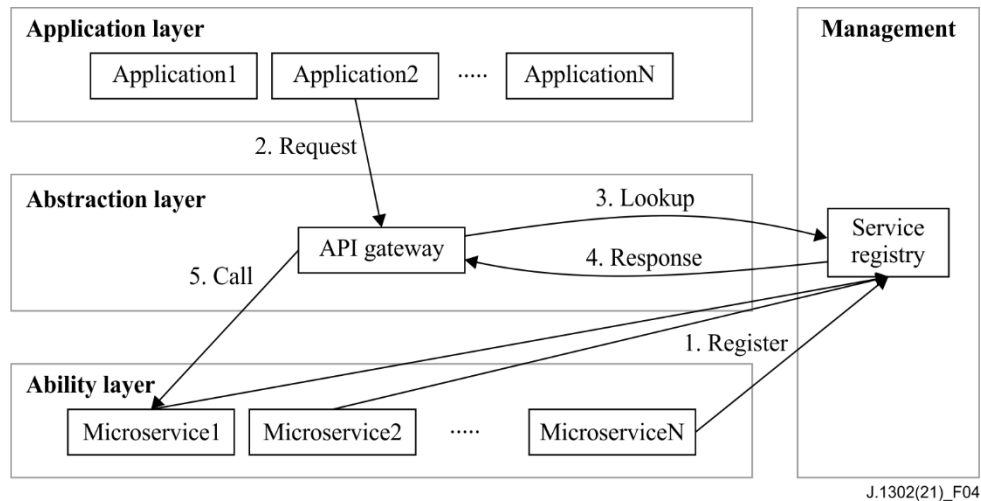 Application layer
Management
Application1
Application2
.....
ApplicationN
2. Request
Abstraction layer
3. Lookup
API gateway
Service
registry
4. Response
5. Call
1. Register
Ability layer
Microservice1
Microservice2
.....
MicroserviceN
J.1302(21)_F04